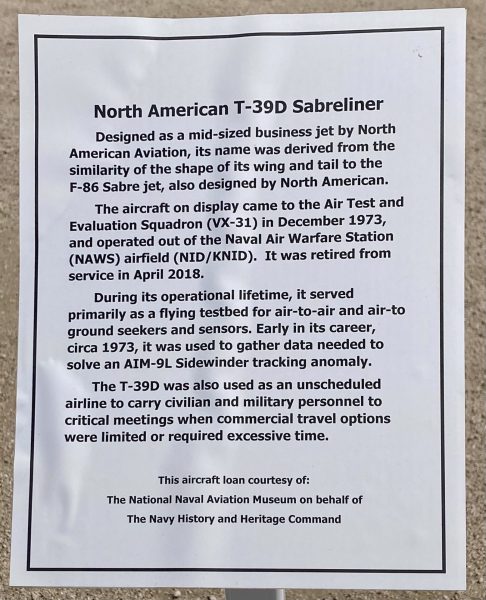 North American T-39D Sabreliner
Designed as a mid-sized business jet by North
American Aviation, its name was derived from the
similarity of the shape of its wing and tail to the
F-86 Sabre jet, also designed by North American.
The aircraft on display came to the Air Test and
Evaluation Squadron (VX-31) in December 1973,
and operated out of the Naval Air Warfare Station
(NAWS) airfield (NID/KNID). It was retired from
service in April 2018.
During its operational lifetime, it served
primarily as a flying testbed for air-to-air and air-to
ground seekers and sensors. Early in its career,
circa 1973, it was used to gather data needed to
solve an AIM-9L Sidewinder tracking anomaly.
The T-39D was also used as an unscheduled
airline to carry civilian and military personnel to
critical meetings when commercial travel options
were limited or required excessive time.
This aircraft loan courtesy of:
The National Naval Aviation Museum on behalf of
The Navy History and Heritage Command